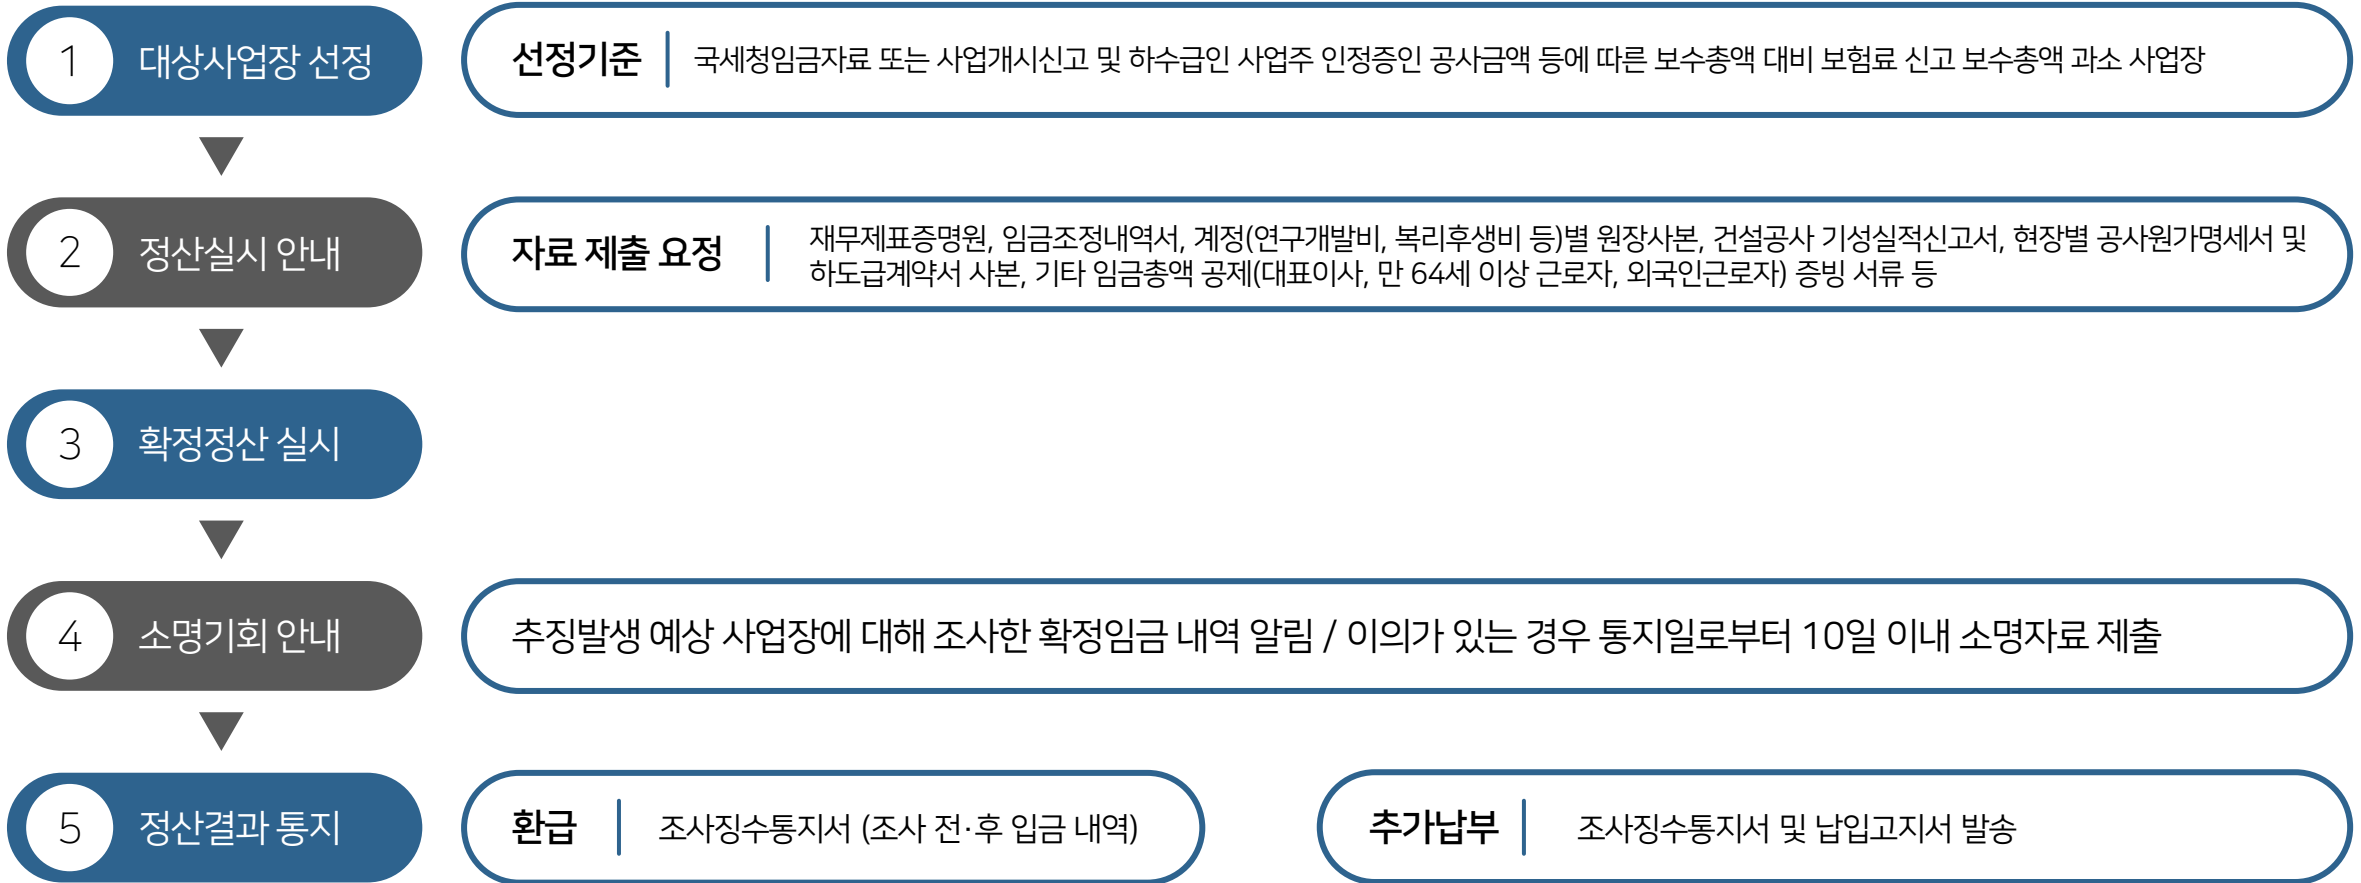 1 대상사업장 선정
선정기준 국세청임금자료 또는 사업개시신고 및 하수급인 사업주 인정증인 공사금액 등에 따른 보수총액 대비 보험료 신고 보수총액 과소 사업장
2 정산실시 안내
자료 제출 요청
재무제표증명원, 임금조정내역서, 계정(연구개발비, 복리후생비 등)별 원장사본, 건설공사 기성실적신고서, 현장별 공사원가명세서 및
하도급계약서 사본, 기타 임금총액 공제(대표이사, 만 64세 이상 근로자, 외국인근로자) 증빙 서류 등
3 확정정산 실시
4 소명기회 안내
추징발생 예상 사업장에 대해 조사한 확정임금 내역 알림 / 이의가 있는 경우 통지일로부터 10일 이내 소명자료 제출
5 정산결과 통지
환급 조사징수통지서 (조사 전·후 입금 내역)
추가납부 조사징수통지서 및 납입고지서 발송